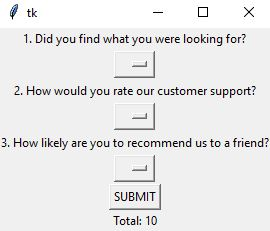 tk
1. Did you find what you were looking for?
2. How would you rate our customer support?
3. How likely are you to recommend us to a friend?
SUBMIT
Total: 10